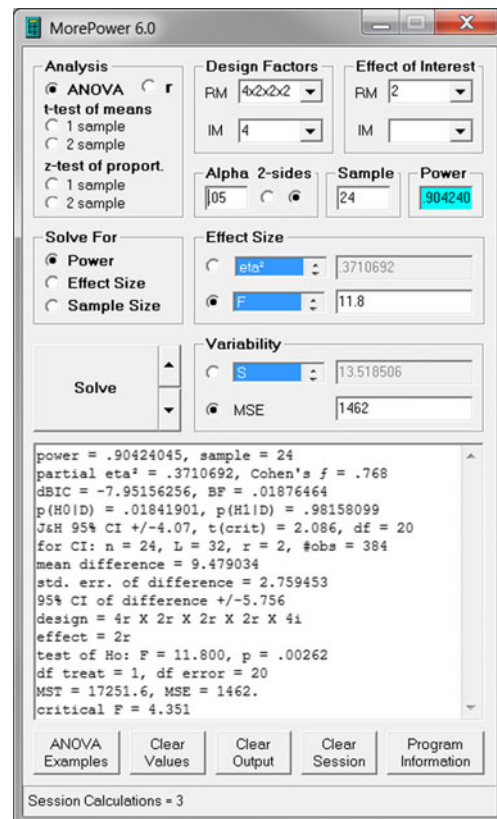 MorePower 6.0
Analysis
ANOVA r
t-test of means
1 sample
2 sample
z-test of proport.
1 sample
2 sample
Design Factors
RM 4x2x2x2
IM 4
Effect of Interest
RM 2
IM
Alpha 2-sides
.05
Sample
24
Power
.904240
Solve For
Power
Effect Size
Sample Size
Effect Size
eta² .3710692
F 11.8
Solve
Variability
S 13.518506
MSE 1462
power = .90424045, sample = 24
partial eta² = .3710692, Cohen's ƒ = .768
dBIC = -7.95156256, BF = .01876464
p(H0|D) = .01841901, p(H1|D) = .98158099
J&H 95% CI +/-4.07, t(crit) = 2.086, df = 20
for CI: n = 24, L = 32, r = 2, #obs = 384
mean difference = 9.479034
std. err. of difference = 2.759453
95% CI of difference +/-5.756
design = 4r X 2r X 2r X 2r X 4i
effect = 2r
test of Ho: F = 11.800, p = .00262
df treat = 1, df error = 20
MST = 17251.6, MSE = 1462.
critical F = 4.351
ANOVA Examples
Clear Values
Clear Output
Clear Session
Program Information
Session Calculations = 3